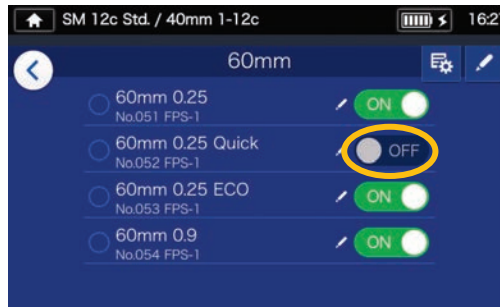 SM 12c Std. / 40mm 1-12c
60mm
60mm 0.25
No.051 FPS-1
ON
60mm 0.25 Quick
No.052 FPS-1
OFF
60mm 0.25 ECO
No.053 FPS-1
ON
60mm 0.9
No.054 FPS-1
ON